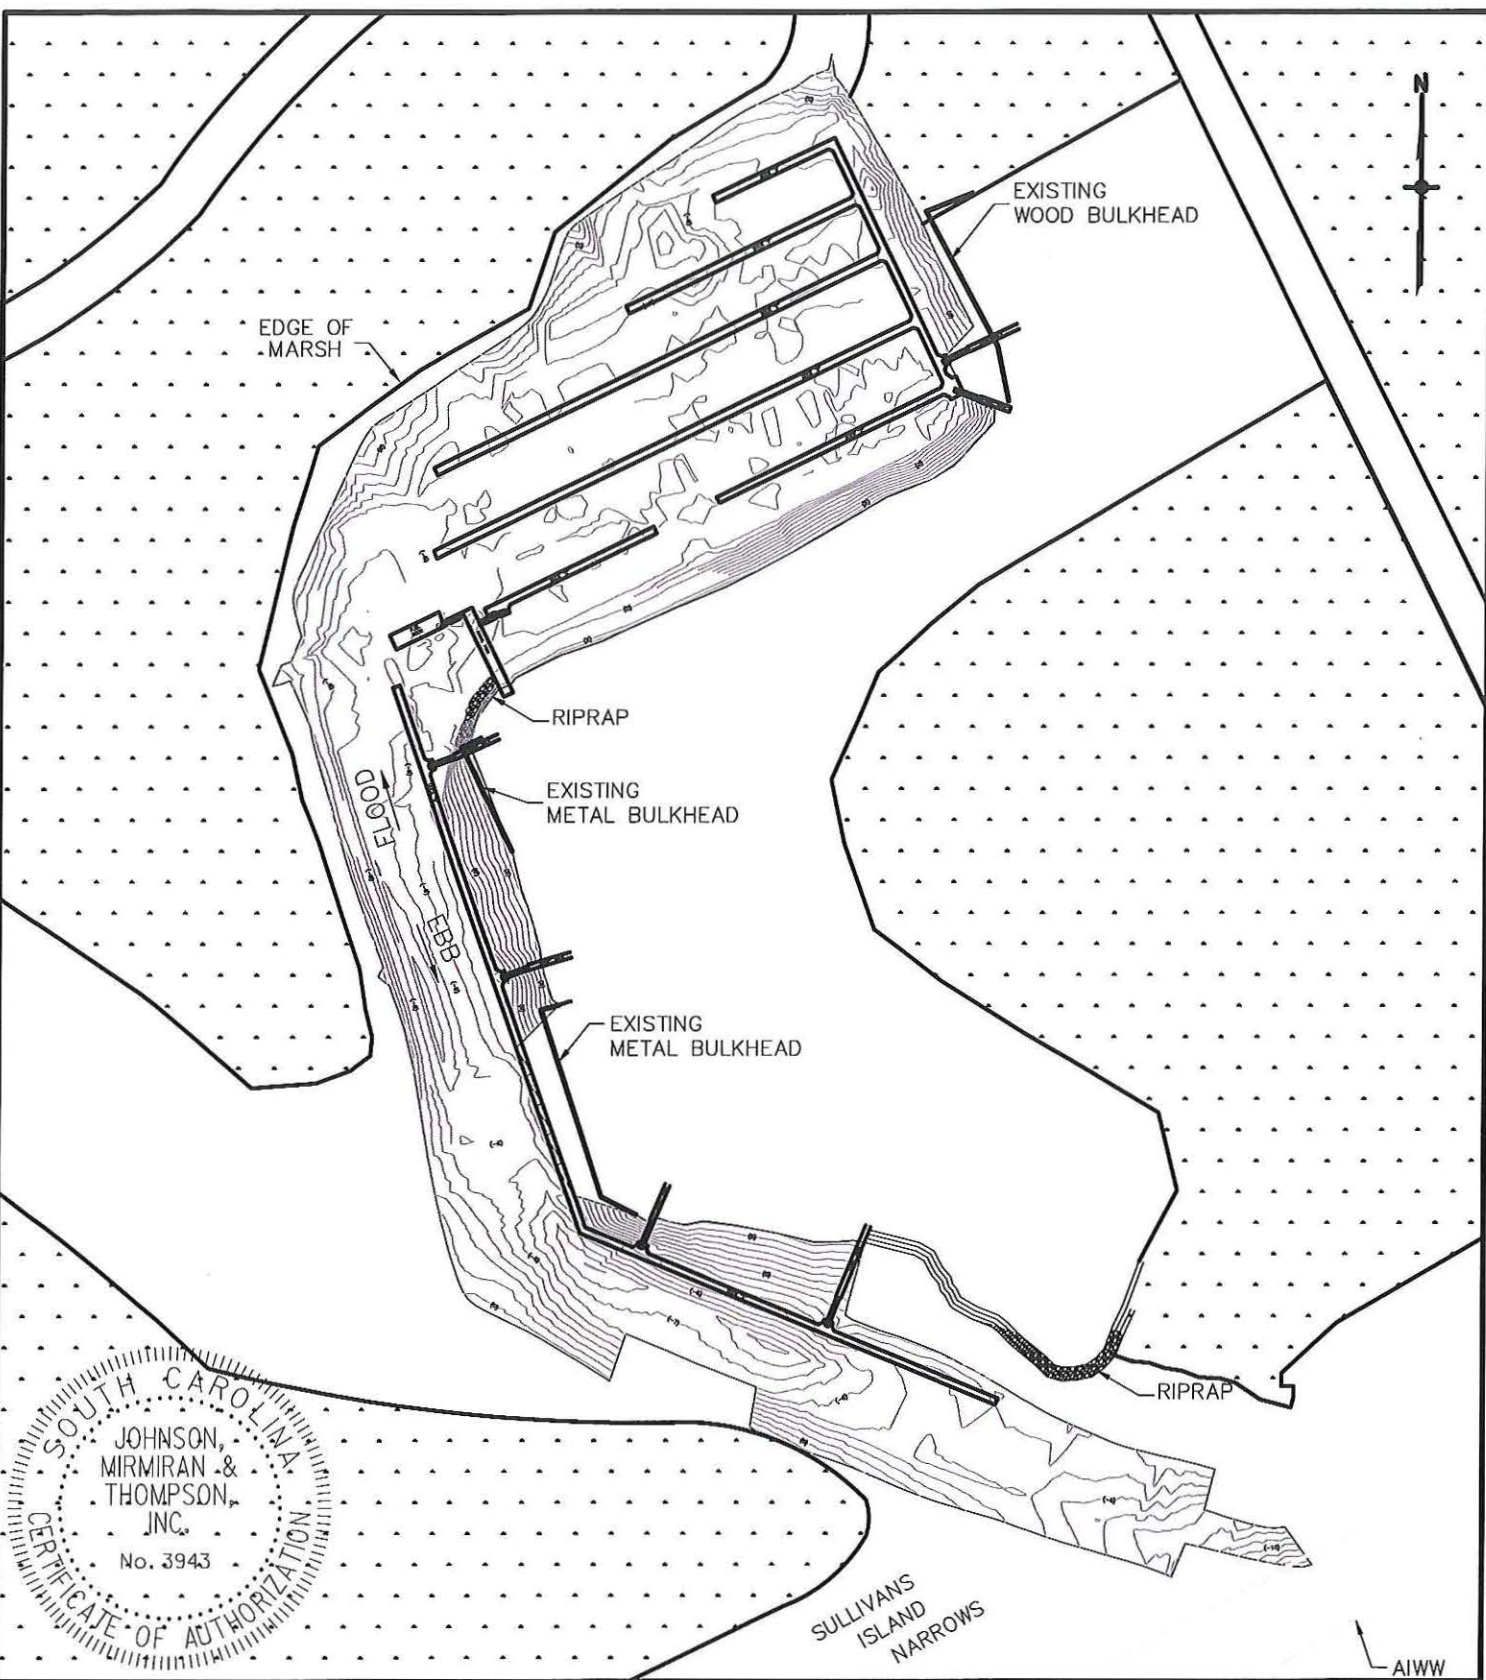 N
EXISTING
WOOD BULKHEAD
EDGE OF
MARSH
RIPRAP
EXISTING
METAL BULKHEAD
FLOOD
EBB
EXISTING
METAL BULKHEAD
RIPRAP
SOUTH CAROLINA
JOHNSON,
MIRMIRAN &
THOMPSON,
INC.
No. 3943
CERTIFICATE OF AUTHORIZATION
SULLIVANS
ISLAND
NARROWS
AIWW